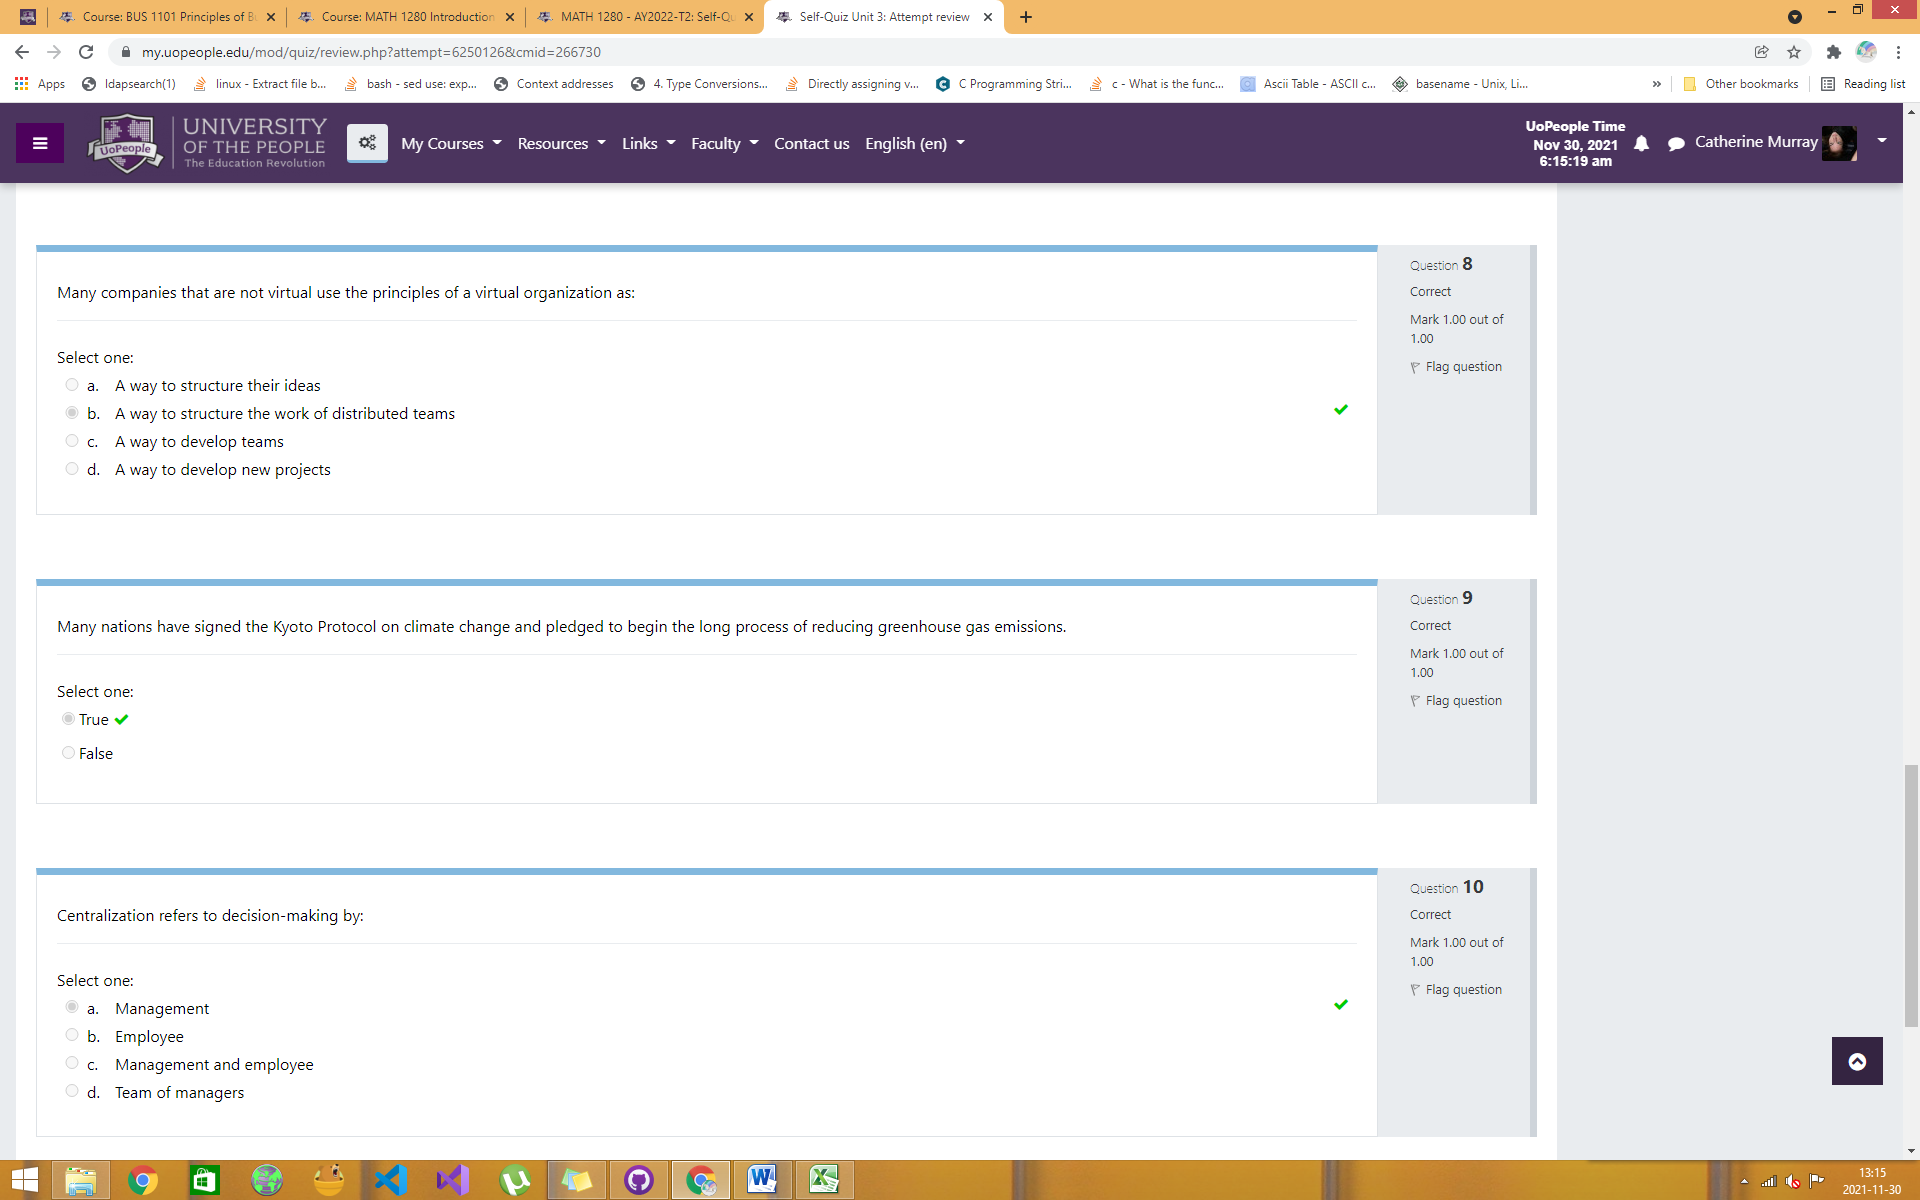 Course: BUS 1101 Principles of B
Course: MATH 1280 Introduction
MATH 1280 - AY2022-T2: Self-Qu
Self-Quiz Unit 3: Attempt review
my.uopeople.edu/mod/quiz/review.php?attempt=6250126&cmid=266730
Apps
ldapsearch(1)
linux - Extract file b...
bash - sed use: exp...
Context addresses
4. Type Conversions...
Directly assigning v...
C Programming Stri...
c - What is the func...
Ascii Table - ASCII c...
basename - Unix, Li...
»
Other bookmarks
Reading list
UoPeople
UNIVERSITY
OF THE PEOPLE
The Education Revolution
My Courses
Resources
Links
Faculty
Contact us
English (en)
UoPeople Time
Nov 30, 2021
6:15:19 am
Catherine Murray
Many companies that are not virtual use the principles of a virtual organization as:
Select one:
a. A way to structure their ideas
b. A way to structure the work of distributed teams
c. A way to develop teams
d. A way to develop new projects
Question 8
Correct
Mark 1.00 out of
1.00
Flag question
Many nations have signed the Kyoto Protocol on climate change and pledged to begin the long process of reducing greenhouse gas emissions.
Select one:
True
False
Question 9
Correct
Mark 1.00 out of
1.00
Flag question
Centralization refers to decision-making by:
Select one:
a. Management
b. Employee
c. Management and employee
d. Team of managers
Question 10
Correct
Mark 1.00 out of
1.00
Flag question
13:15
2021-11-30